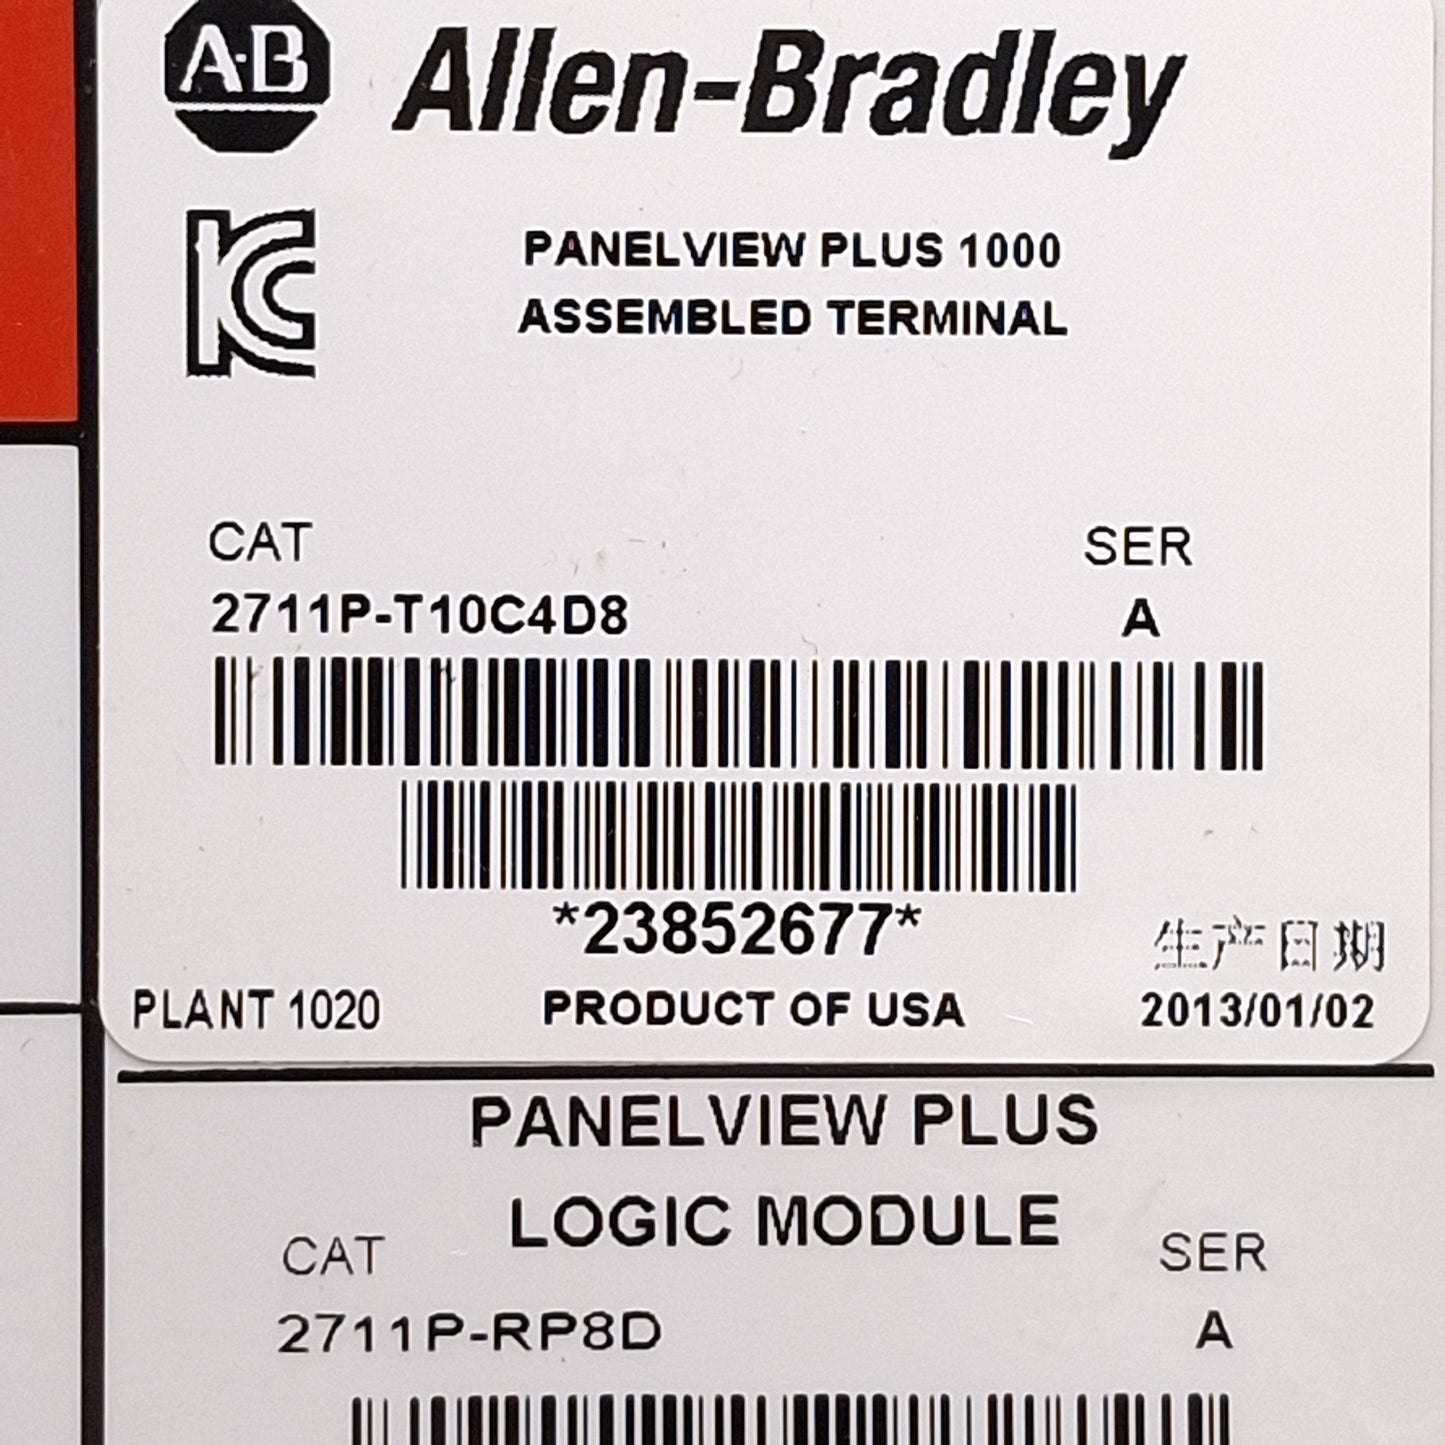 A-B Allen-Bradley
PANELVIEW PLUS 1000
ASSEMBLED TERMINAL
CAT SER
2711P-T10C4D8 A
*23852677*
生产日期
PLANT 1020 PRODUCT OF USA 2013/01/02
PANELVIEW PLUS
LOGIC MODULE
CAT SER
2711P-RP8D A